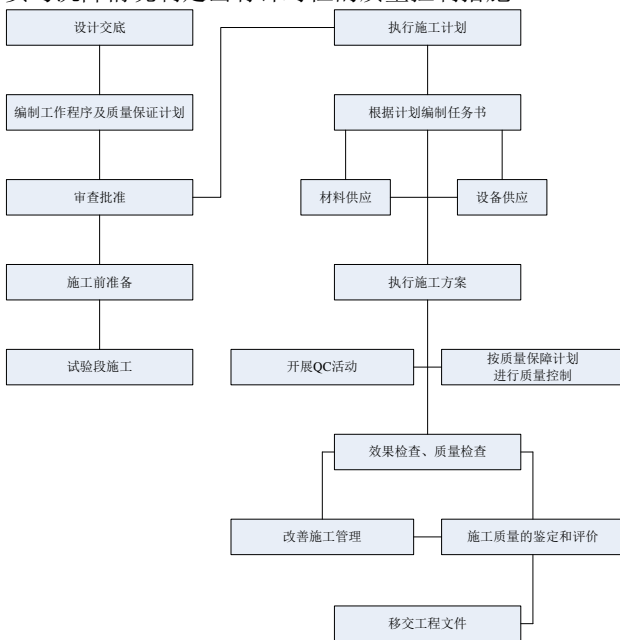 设计交底
编制工作程序及质量保证计划
审查批准
施工前准备
试验段施工
执行施工计划
根据计划编制任务书
材料供应
设备供应
执行施工方案
开展QC活动
按质量保障计划
进行质量控制
效果检查、质量检查
改善施工管理
施工质量的鉴定和评价
移交工程文件